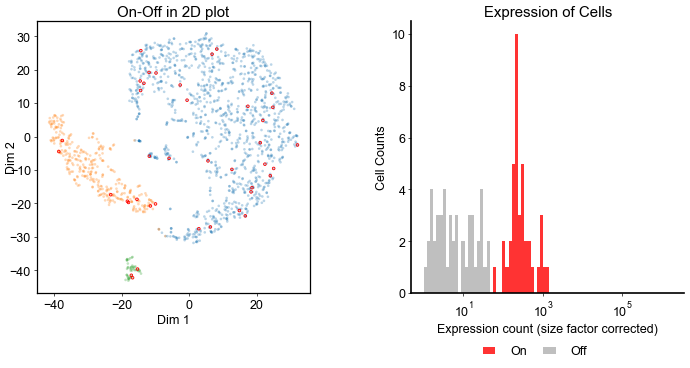 On-Off in 2D plot
Dim 2
30
20
10
0
−10
−20
−30
−40
−40
−20
0
20
Dim 1
Expression of Cells
Cell Counts
10
8
6
4
2
0
10^1
10^3
10^5
Expression count (size factor corrected)
On
Off